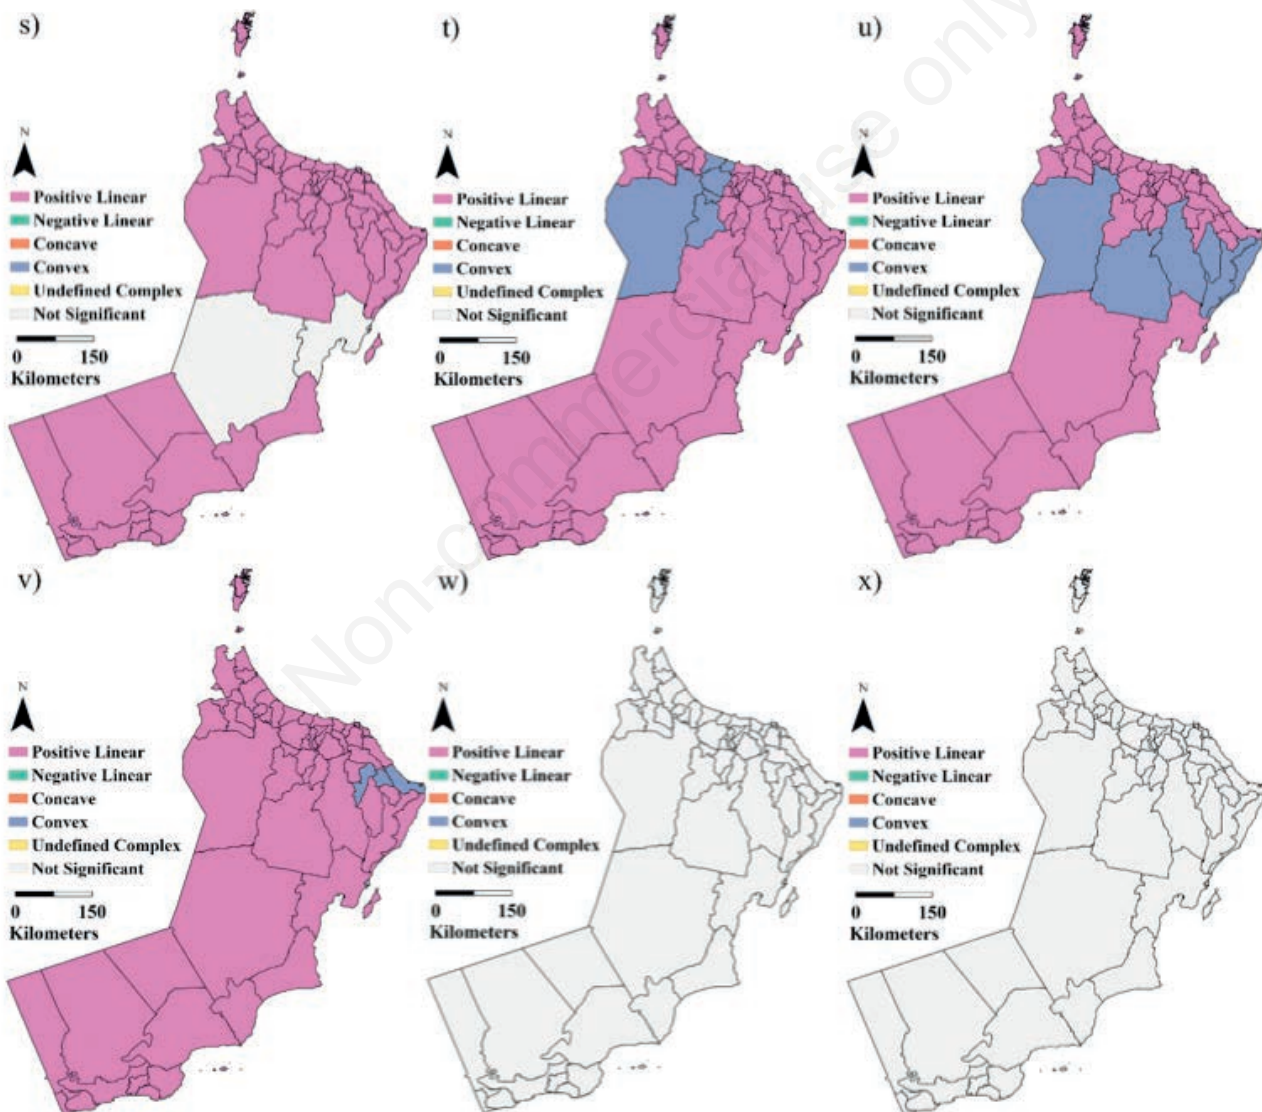 s)
N
Positive Linear
Negative Linear
Concave
Convex
Undefined Complex
Not Significant
0 150
Kilometers
t)
N
Positive Linear
Negative Linear
Concave
Convex
Undefined Complex
Not Significant
0 150
Kilometers
u)
N
Positive Linear
Negative Linear
Concave
Convex
Undefined Complex
Not Significant
0 150
Kilometers
v)
N
Positive Linear
Negative Linear
Concave
Convex
Undefined Complex
Not Significant
0 150
Kilometers
w)
N
Positive Linear
Negative Linear
Concave
Convex
Undefined Complex
Not Significant
0 150
Kilometers
x)
N
Positive Linear
Negative Linear
Concave
Convex
Undefined Complex
Not Significant
0 150
Kilometers
Non-commercial use only